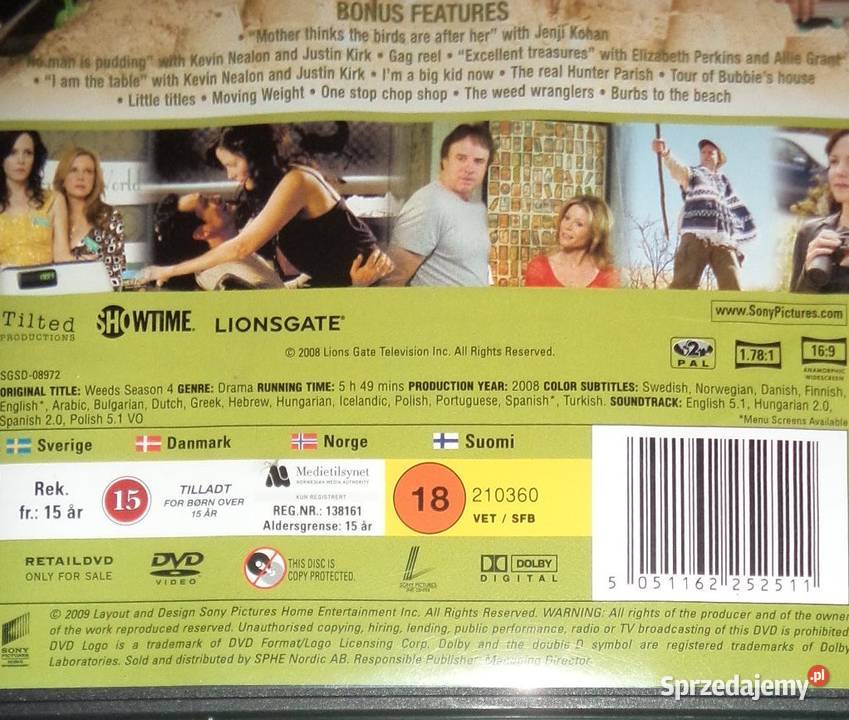 BONUS FEATURES
• "Mother thinks the birds are after her" with Jenji Kohan
"No man is pudding" with Kevin Nealon and Justin Kirk • Gag reel • "Excellent treasures" with Elizabeth Perkins and Allie Grant
• "I am the table" with Kevin Nealon and Justin Kirk • I'm a big kid now • The real Hunter Parish • Tour of Bubbie's house
• Little titles • Moving Weight • One stop chop shop • The weed wranglers • Burbs to the beach
World
Tilted
PRODUCTIONS
SHOWTIME.
LIONSGATE®
www.SonyPictures.com
© 2008 Lions Gate Television Inc. All Rights Reserved.
2
PAL
1.78:1
16:9
ANAMORPHIC
WIDESCREEN
SGSD-08972
ORIGINAL TITLE: Weeds Season 4 GENRE: Drama RUNNING TIME: 5 h 49 mins PRODUCTION YEAR: 2008 COLOR SUBTITLES: Swedish, Norwegian, Danish, Finnish,
English*, Arabic, Bulgarian, Dutch, Greek, Hebrew, Hungarian, Icelandic, Polish, Portuguese, Spanish*, Turkish. SOUNDTRACK: English 5.1, Hungarian 2.0,
Spanish 2.0, Polish 5.1 VO
*Menu Screens Available
Sverige
Danmark
Norge
Suomi
Rek.
fr.: 15 år
15
TILLADT
FOR BØRN OVER
15 ÅR
Medietilsynet
NORWEGIAN MEDIA AUTHORITY
KUN REGISTRERT
REG.NR.: 138161
Aldersgrense: 15 år
18
210360
VET / SFB
RETAILDVD
ONLY FOR SALE
DVD
VIDEO
THIS DISC IS
COPY PROTECTED.
SONY PICTURES
DOLBY
DIGITAL
5 051162 252511
© 2009 Layout and Design Sony Pictures Home Entertainment Inc. All Rights Reserved. WARNING: All rights of the producer and of the owner
of the work reproduced reserved. Unauthorised copying, hiring, lending, public performance, radio or TV broadcasting of this DVD is prohibited.
DVD Logo is a trademark of DVD Format/Logo Licensing Corp. Dolby and the double-D symbol are registered trademarks of Dolby
Laboratories. Sold and distributed by SPHE Nordic AB. Responsible Publisher: Managing Director.
SONY
PICTURES
Sprzedajemy.pl